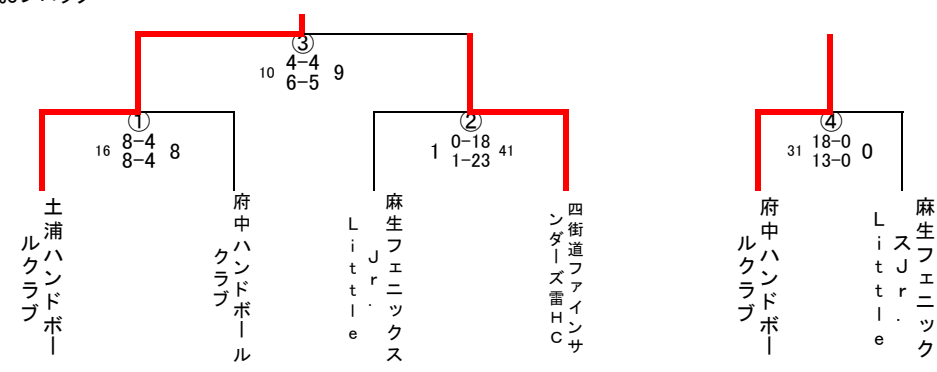 ③
10 4-4 9
6-5
① ② ④
16 8-4 8
8-4
1 0-18 41
1-23
31 18-0 0
13-0
土浦ハンドボー
ルクラブ
府中ハンドボール
クラブ
麻生フェニックス
Jr.
Little
四街道ファインサ
ンダーズ雷HC
府中ハンドボー
ルクラブ
麻生フェニック
スJr.
Little